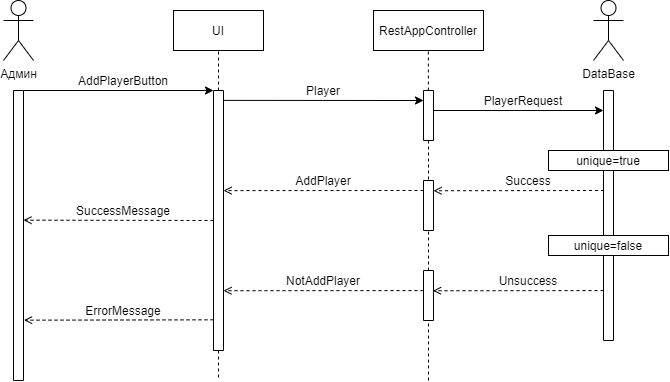 UI
RestAppController
Админ
DataBase
AddPlayerButton
Player
PlayerRequest
unique=true
AddPlayer
Success
SuccessMessage
unique=false
NotAddPlayer
Unsuccess
ErrorMessage